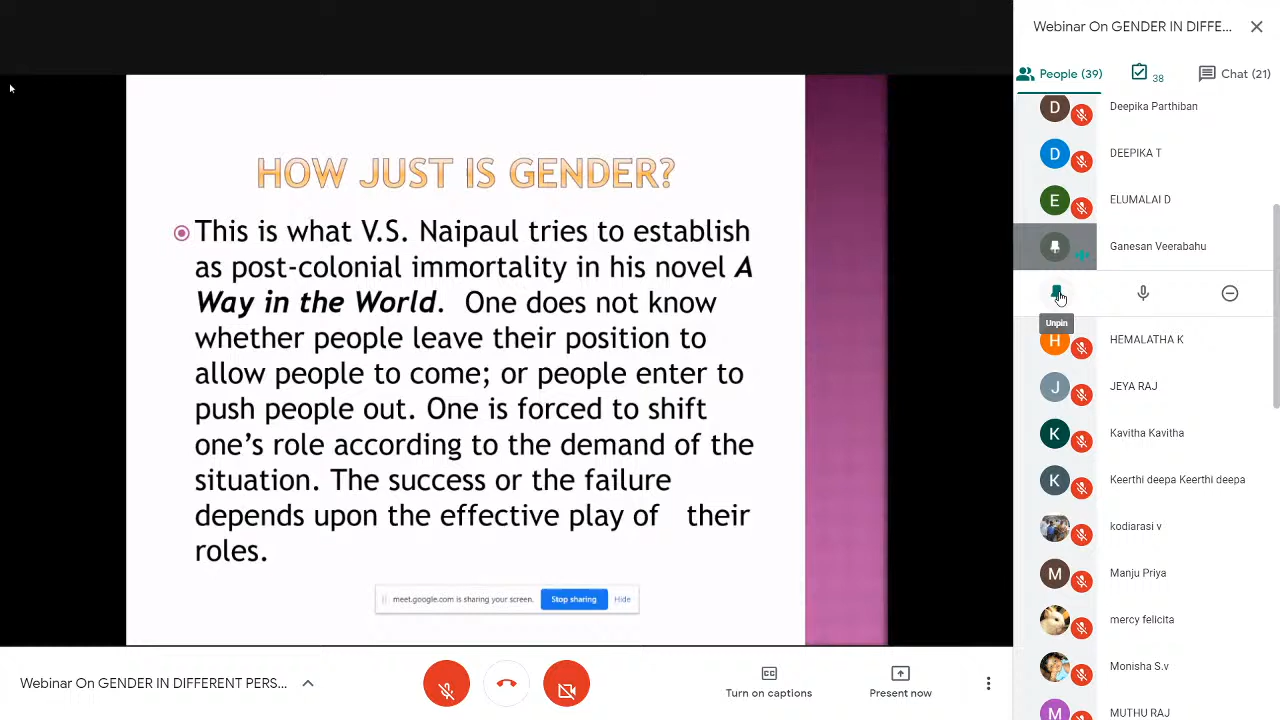 Webinar On GENDER IN DIFFE...
People (39)
38
Chat (21)
HOW JUST IS GENDER?
This is what V.S. Naipaul tries to establish
as post-colonial immortality in his novel A
Way in the World. One does not know
whether people leave their position to
allow people to come; or people enter to
push people out. One is forced to shift
one's role according to the demand of the
situation. The success or the failure
depends upon the effective play of their
roles.
meet.google.com is sharing your screen.
Stop sharing
Hide
D
Deepika Parthiban
D
DEEPIKA T
E
ELUMALAI D
Ganesan Veerabahu
Unpin
H
HEMALATHA K
J
JEYA RAJ
K
Kavitha Kavitha
K
Keerthi deepa Keerthi deepa
kodiarasi v
M
Manju Priya
mercy felicita
Monisha S.v
M
MUTHU RAJ
Webinar On GENDER IN DIFFERENT PERS...
CC
Turn on captions
Present now